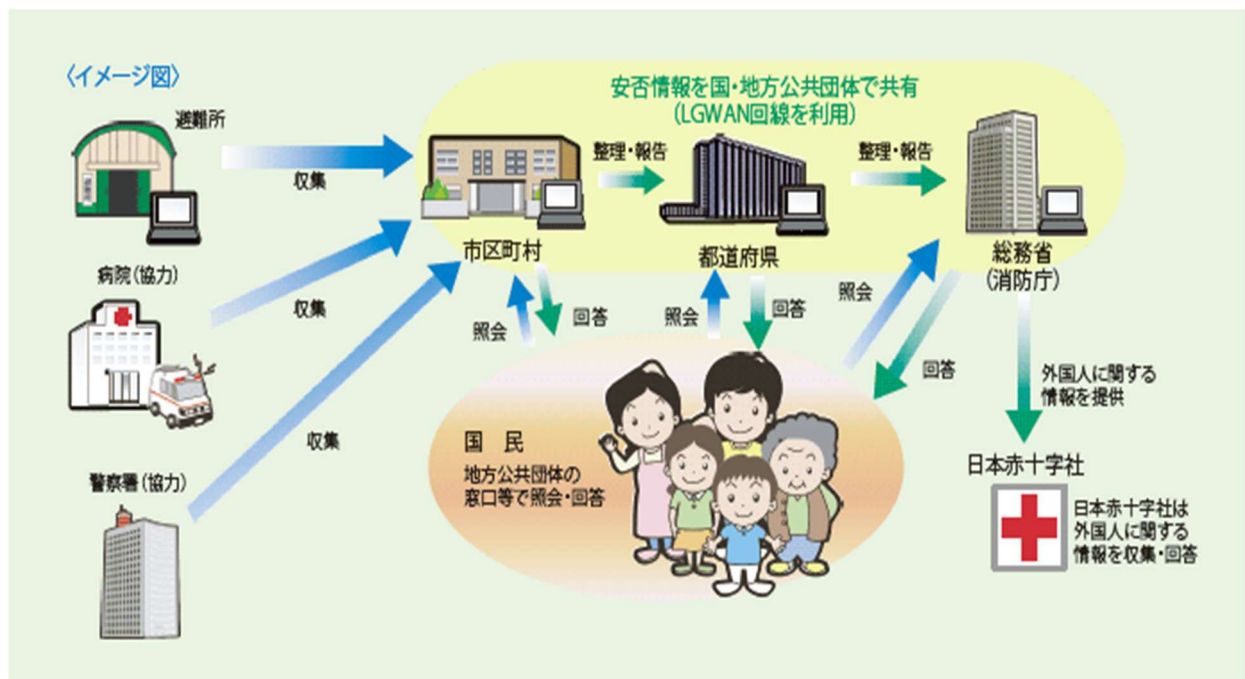 〈イメージ図〉
避難所
収集
病院(協力)
収集
警察署(協力)
収集
安否情報を国・地方公共団体で共有
(LGWAN回線を利用)
整理・報告
整理・報告
市区町村
都道府県
総務省
(消防庁)
照会
回答
照会
回答
照会
回答
国 民
地方公共団体の
窓口等で照会・回答
外国人に関する
情報を提供
日本赤十字社
日本赤十字社は
外国人に関する
情報を収集・回答